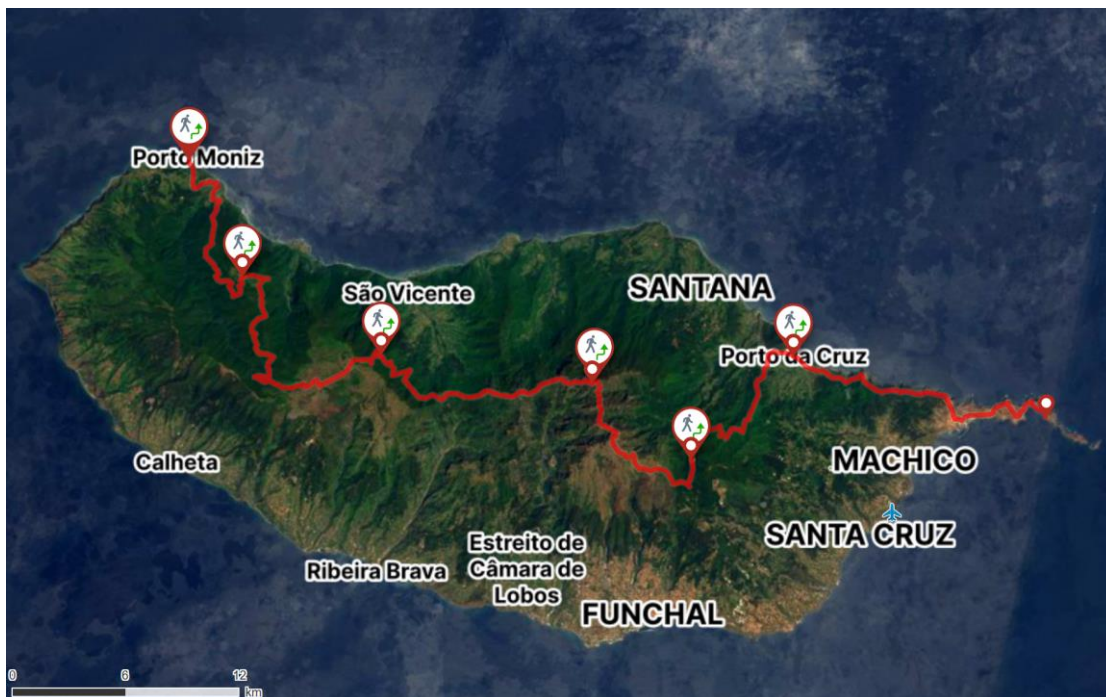 Porto Moniz
São Vicente
SANTANA
Porto da Cruz
Calheta
MACHICO
SANTA CRUZ
Estreito de
Câmara de
Lobos
Ribeira Brava
FUNCHAL
0 6 12
km